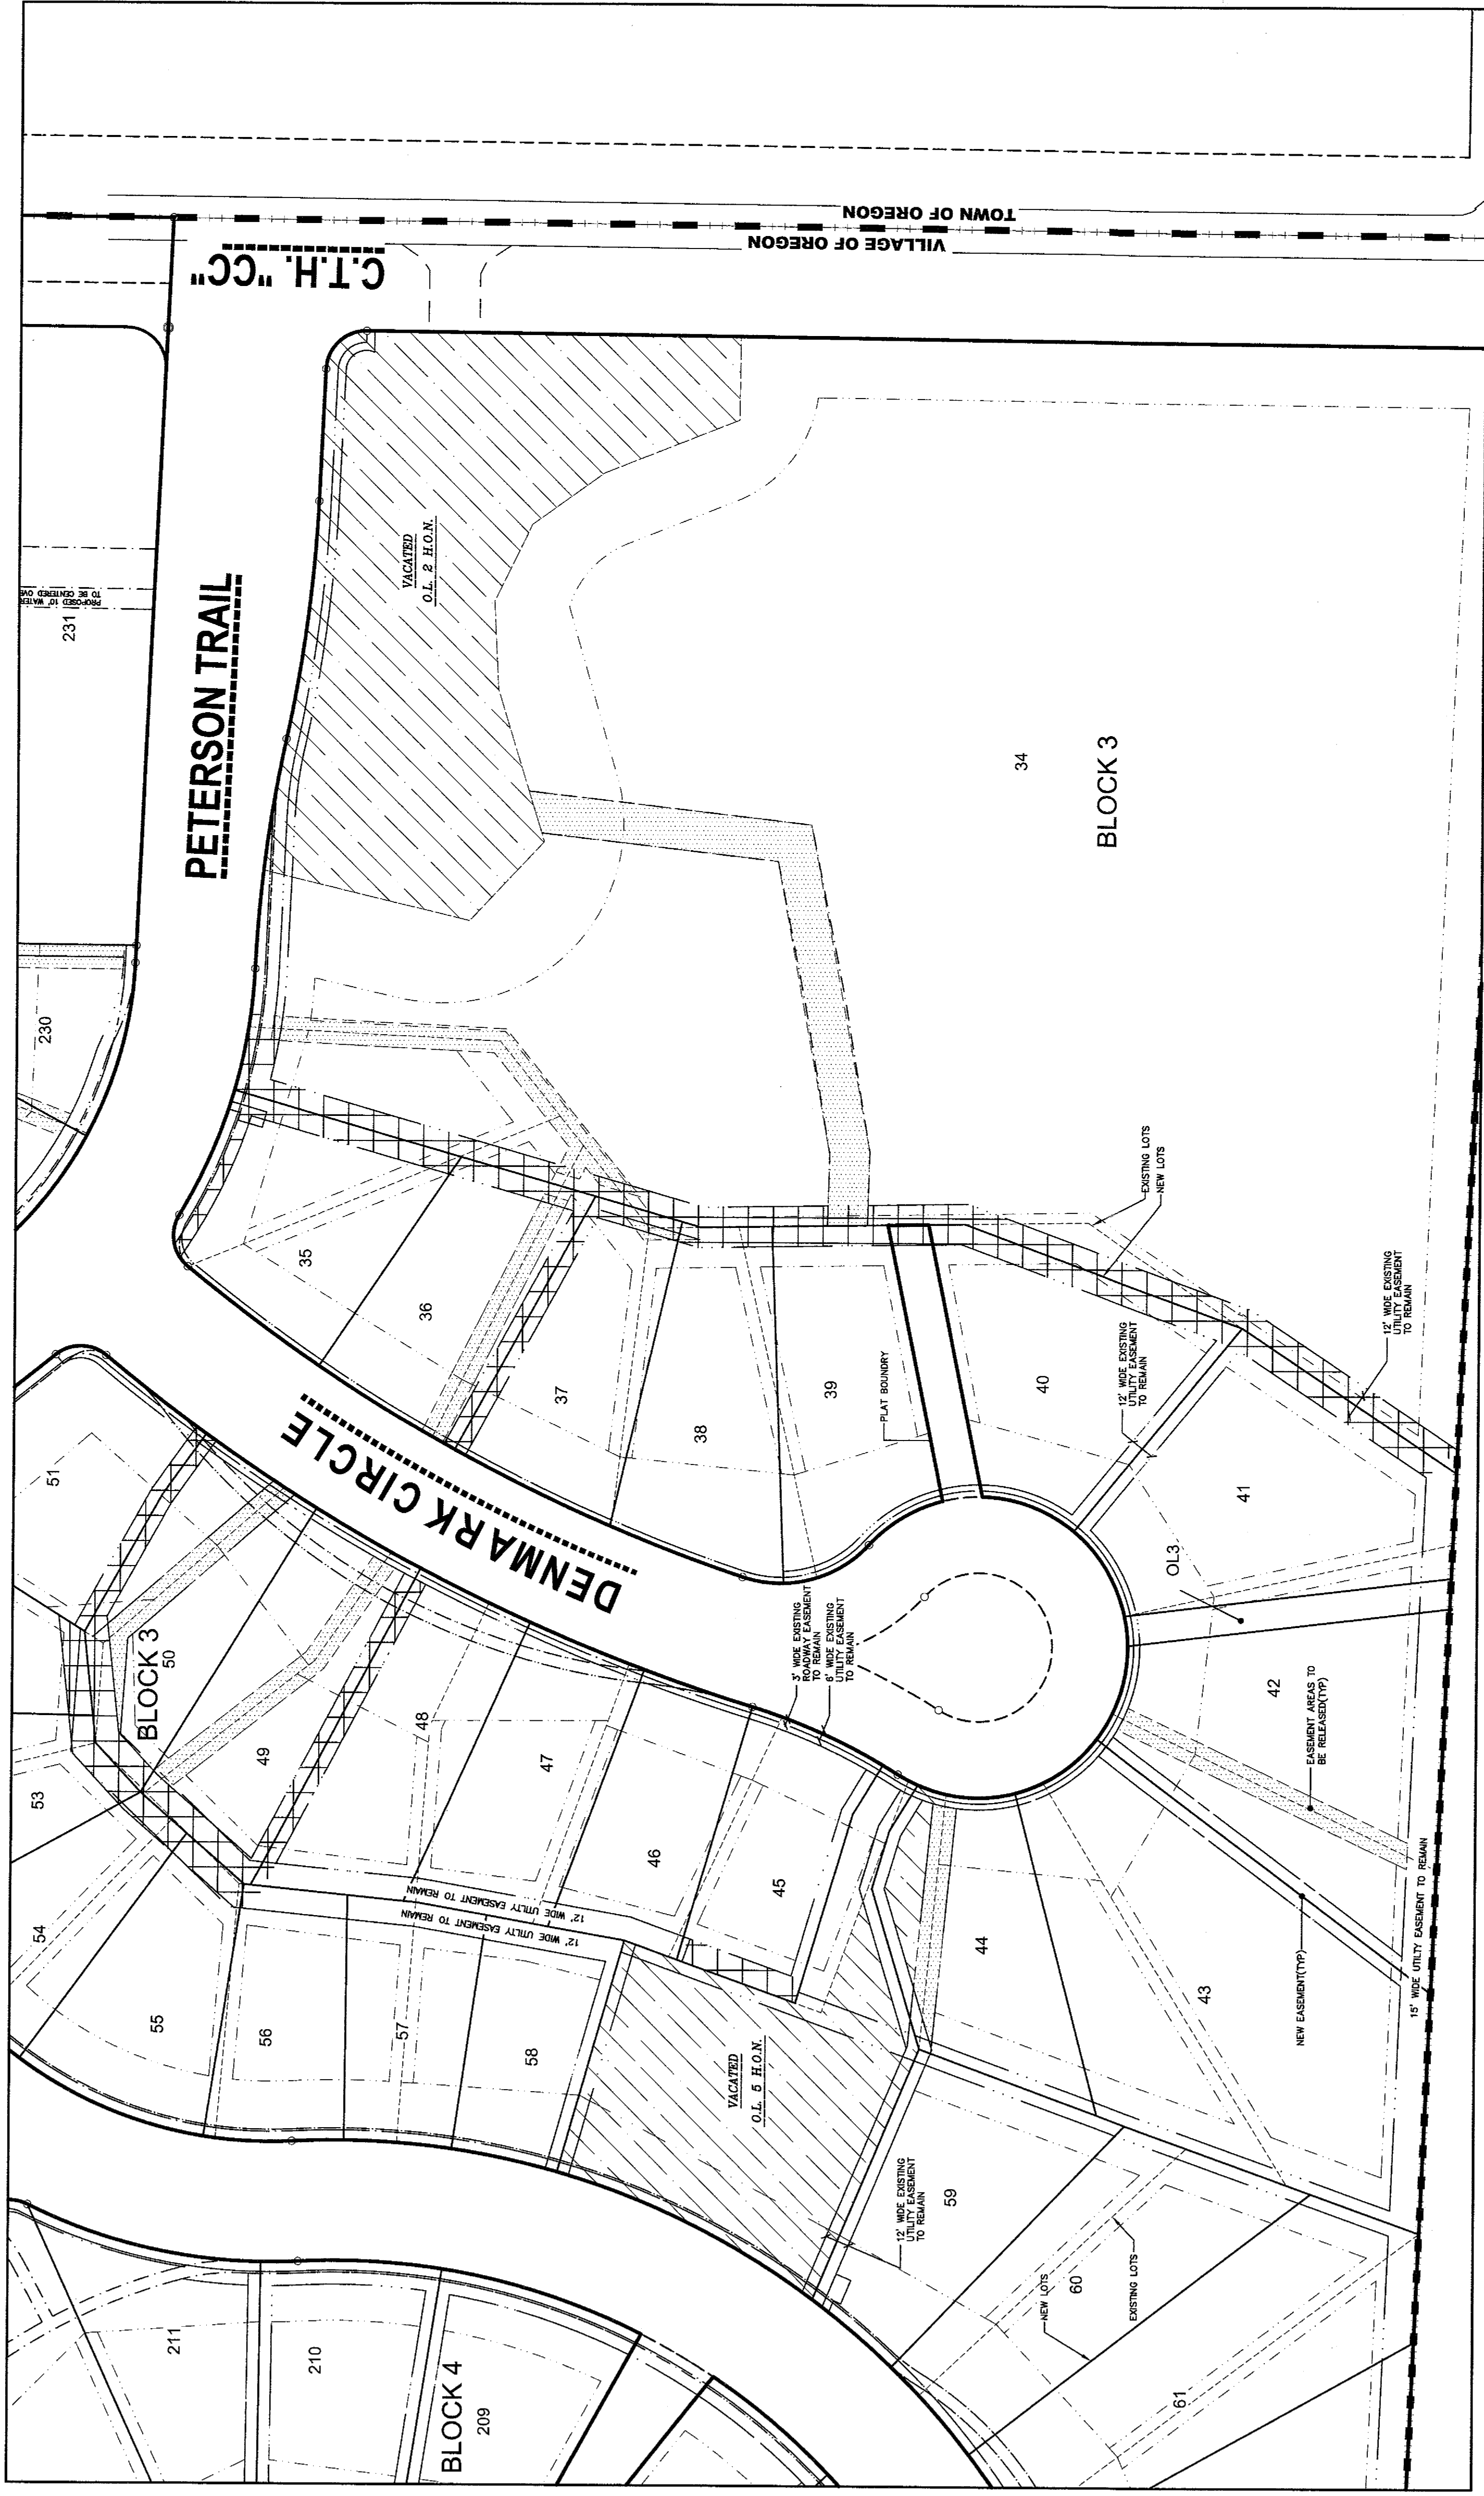 TOWN OF OREGON
VILLAGE OF OREGON
C.T.H. "CC"
PROPOSED 10' WATER
TO BE CENTERED OVE
231
PETERSON TRAIL
VACATED
O.L. 2 H.O.N.
34
BLOCK 3
230
35
36
37
38
39
40
41
EXISTING LOTS
NEW LOTS
12' WIDE EXISTING
UTILITY EASEMENT
TO REMAIN
12' WIDE EXISTING
UTILITY EASEMENT
TO REMAIN
PLAT BOUNDRY
DENMARK CIRCLE
51
BLOCK 3
50
49
48
47
46
45
3' WIDE EXISTING
ROADWAY EASEMENT
TO REMAIN
6' WIDE EXISTING
UTILITY EASEMENT
TO REMAIN
OL3
42
EASEMENT AREAS TO
BE RELEASED(TYP)
53
54
55
56
57
58
12' WIDE UTILTY EASEMENT TO REMAIN
12' WIDE UTILTY EASEMENT TO REMAIN
44
43
NEW EASEMENT(TYP)
15' WIDE UTILTY EASEMENT TO REMAIN
VACATED
O.L. 5 H.O.N.
12' WIDE EXISTING
UTILITY EASEMENT
TO REMAIN
59
60
NEW LOTS
EXISTING LOTS
61
211
210
BLOCK 4
209